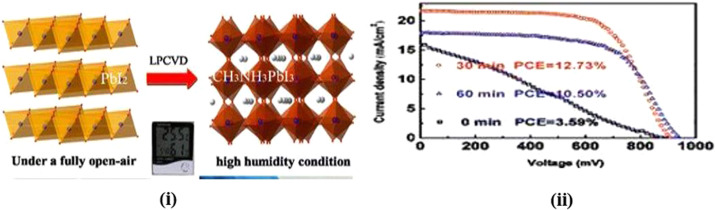 LPCVD
PbI2
CH3NH3PbI3
Under a fully open-air
high humidity condition
(i)
Current density (mA/cm2)
20
15
10
5
0
30 min PCE=12.73%
60 min PCE=10.50%
0 min PCE=3.59%
0 200 400 600 800 1000
Voltage (mV)
(ii)